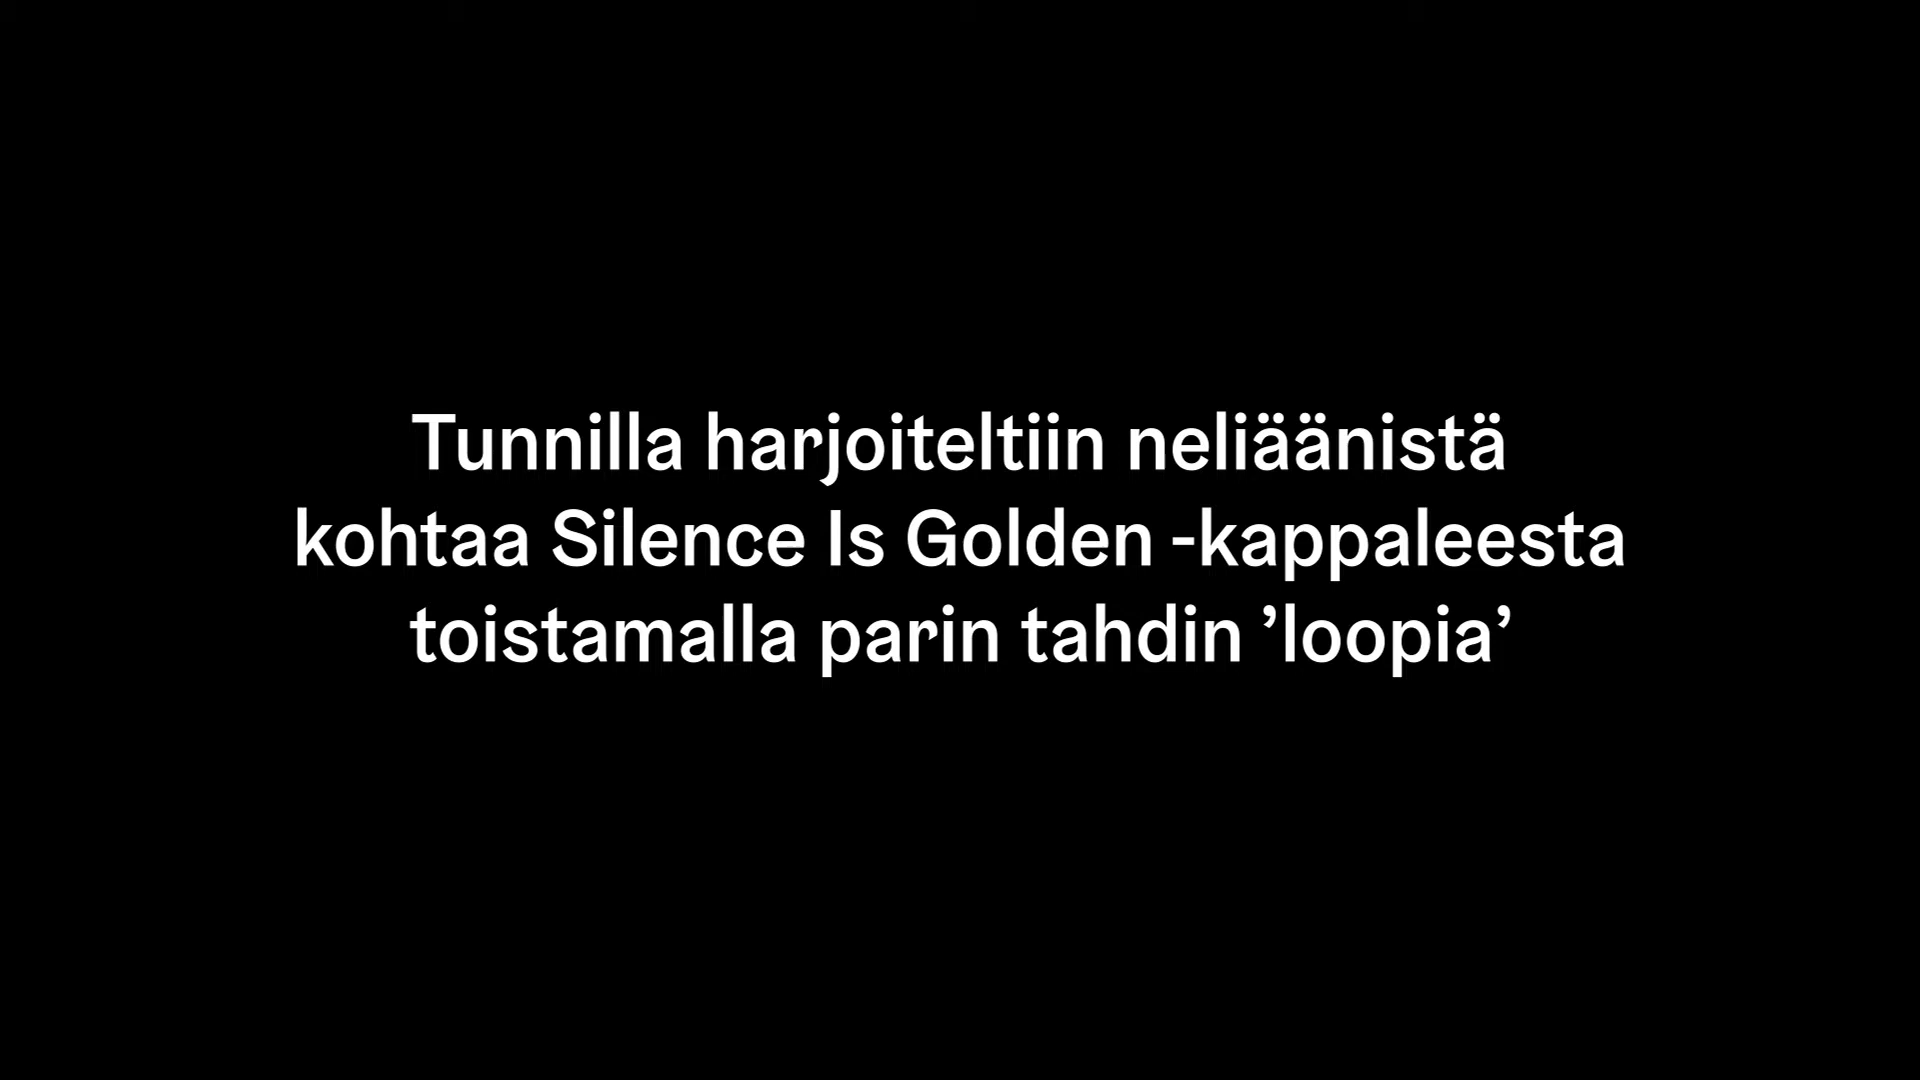 Tunnilla harjoiteltiin neliäänistä
kohtaa Silence Is Golden -kappaleesta
toistamalla parin tahdin ’loopia’